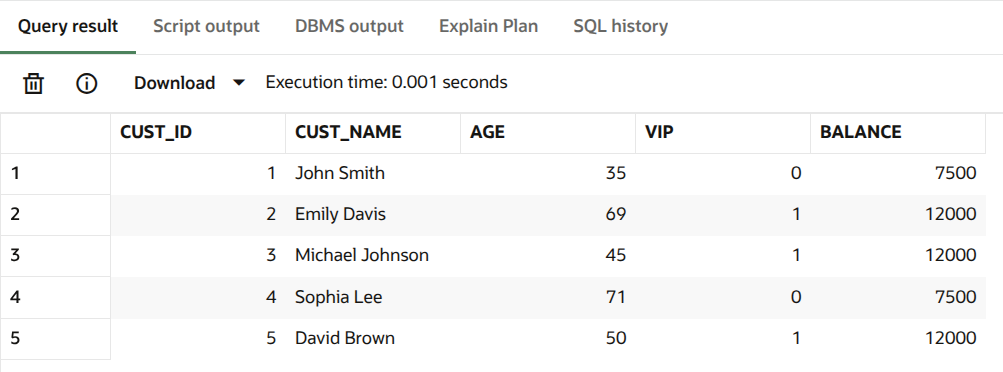 Query result Script output DBMS output Explain Plan SQL history
Download Execution time: 0.001 seconds
CUST_ID CUST_NAME AGE VIP BALANCE
1 1 John Smith 35 0 7500
2 2 Emily Davis 69 1 12000
3 3 Michael Johnson 45 1 12000
4 4 Sophia Lee 71 0 7500
5 5 David Brown 50 1 12000